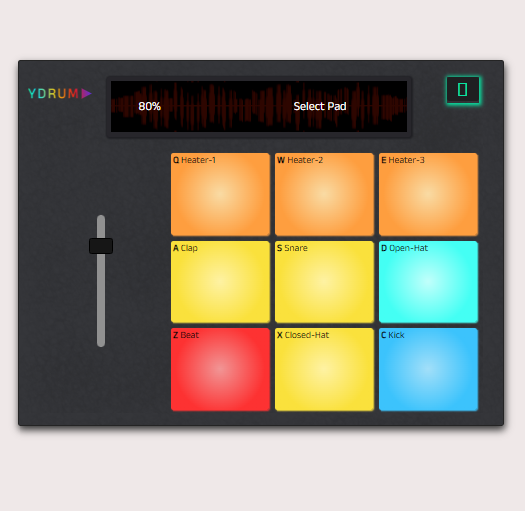 YDRUM
80% Select Pad
Q Heater-1
W Heater-2
E Heater-3
A Clap
S Snare
D Open-Hat
Z Beat
X Closed-Hat
C Kick